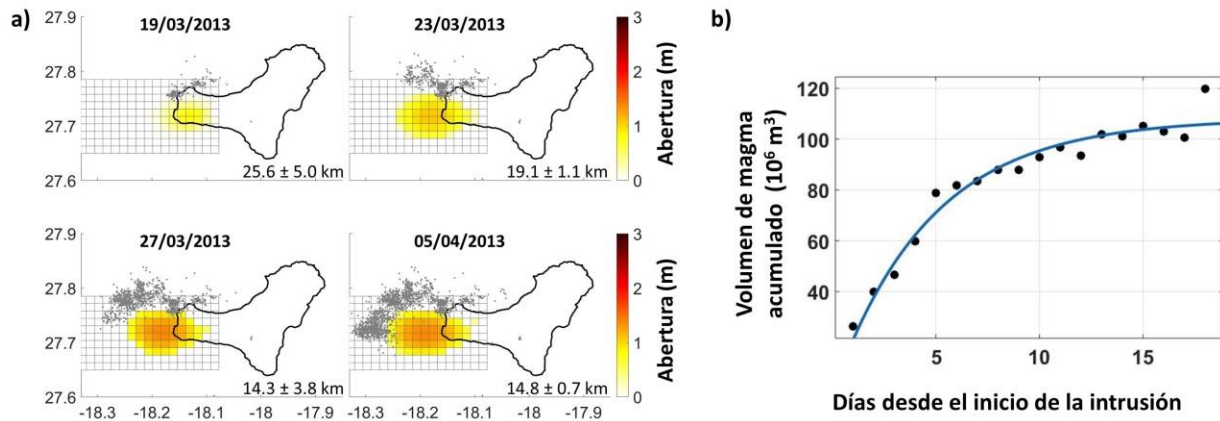 a)
19/03/2013
23/03/2013
27.9
27.8
27.7
27.6
25.6 ± 5.0 km
19.1 ± 1.1 km
3
2
1
0
Abertura (m)
27/03/2013
05/04/2013
27.9
27.8
27.7
27.6
14.3 ± 3.8 km
14.8 ± 0.7 km
-18.3 -18.2 -18.1 -18 -17.9
-18.3 -18.2 -18.1 -18 -17.9
3
2
1
0
Abertura (m)
b)
Volumen de magma
acumulado (10⁶ m³)
120
100
80
60
40
5 10 15
Días desde el inicio de la intrusión